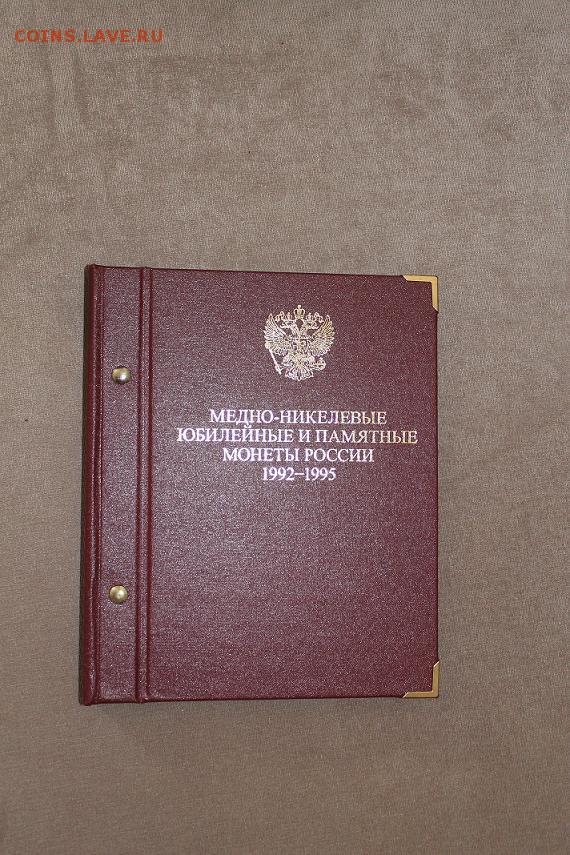 COINS.LAVE.RU
МЕДНО-НИКЕЛЕВЫЕ
ЮБИЛЕЙНЫЕ И ПАМЯТНЫЕ
МОНЕТЫ РОССИИ
1992–1995